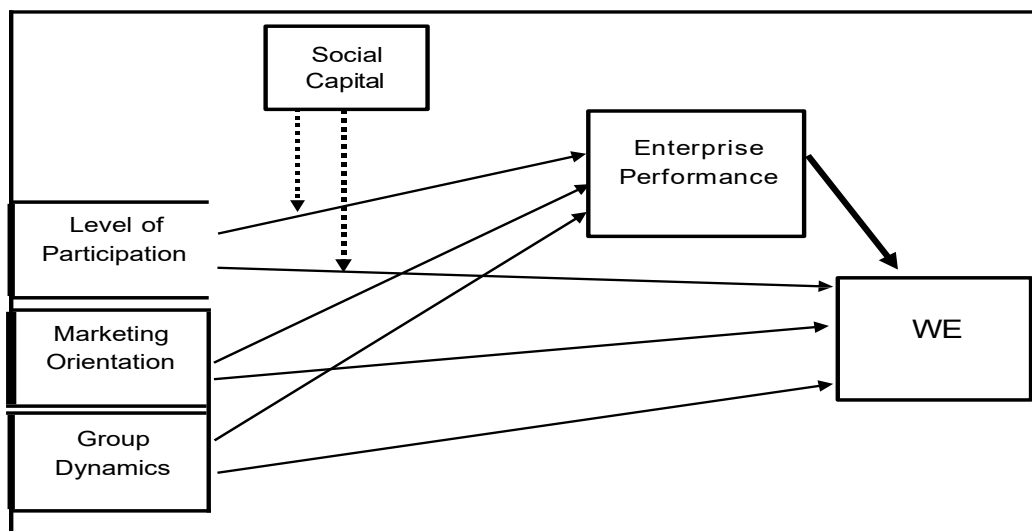 Social
Capital
Enterprise
Performance
Level of
Participation
Marketing
Orientation
WE
Group
Dynamics